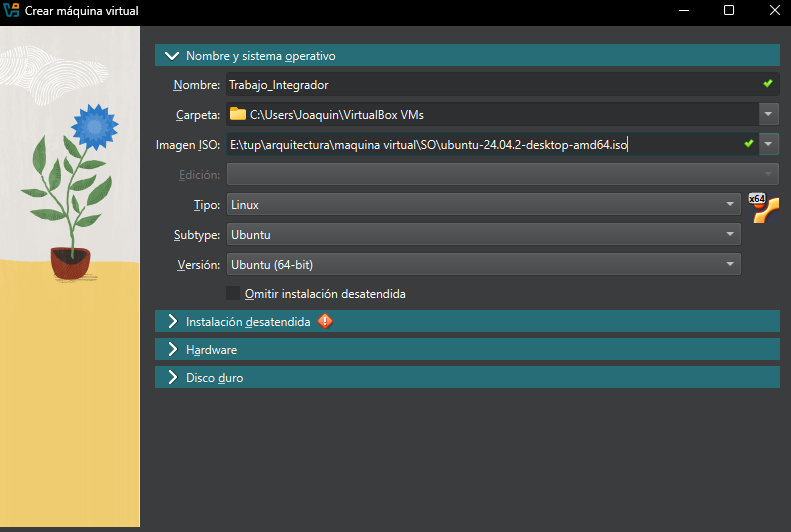 Crear máquina virtual
Nombre y sistema operativo
Nombre: Trabajo_Integrador
Carpeta: C:\Users\Joaquin\VirtualBox VMs
Imagen ISO: E:\tup\arquitectura\maquina virtual\SO\ubuntu-24.04.2-desktop-amd64.iso
Edición:
Tipo: Linux x64
Subtype: Ubuntu
Versión: Ubuntu (64-bit)
Omitir instalación desatendida
Instalación desatendida
Hardware
Disco duro